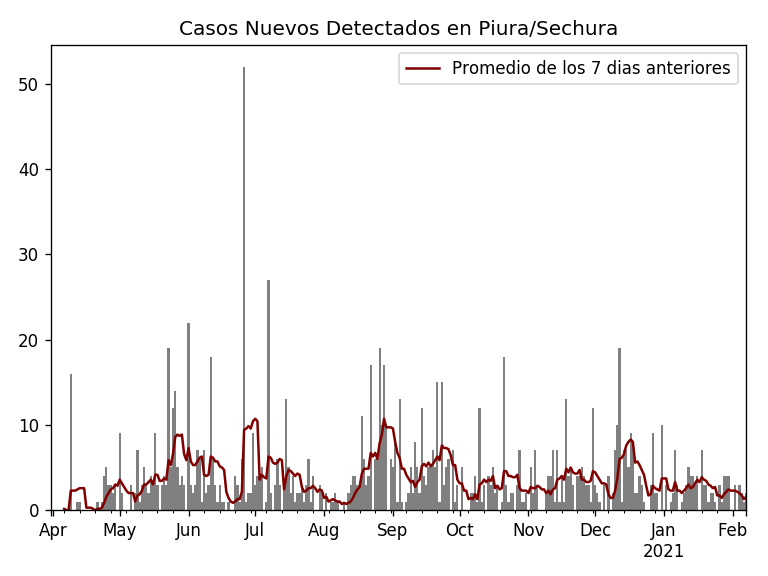 Casos Nuevos Detectados en Piura/Sechura
Promedio de los 7 dias anteriores
50
40
30
20
10
0
Apr May Jun Jul Aug Sep Oct Nov Dec Jan Feb
2021